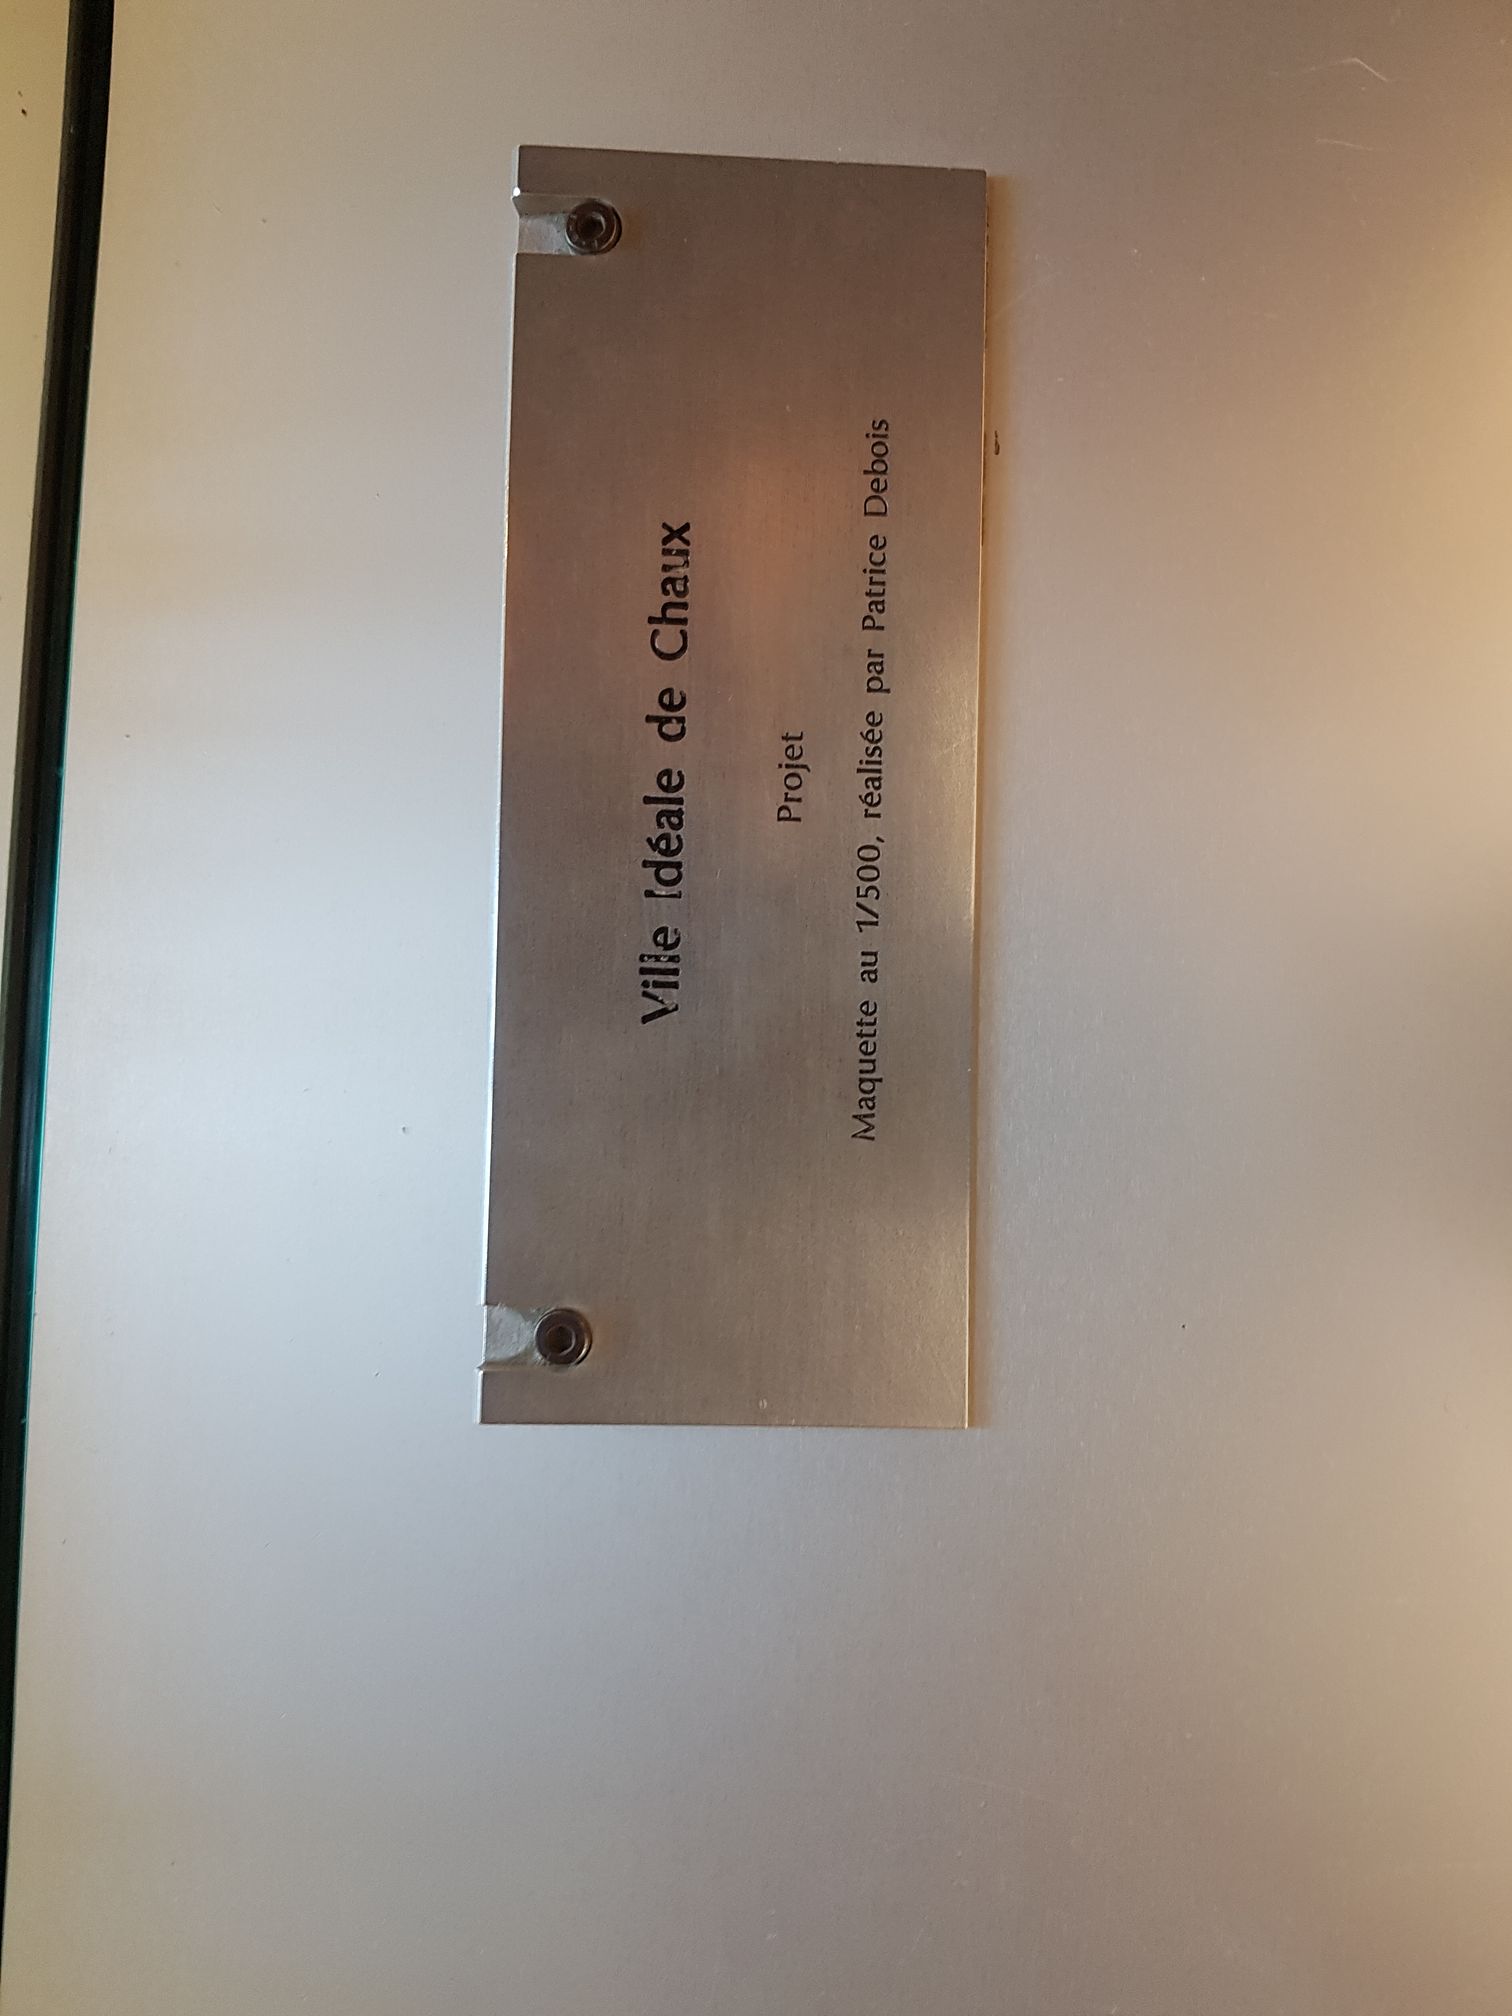 Ville Idéale de Chaux
Projet
Maquette au 1/500, réalisée par Patrice Debois